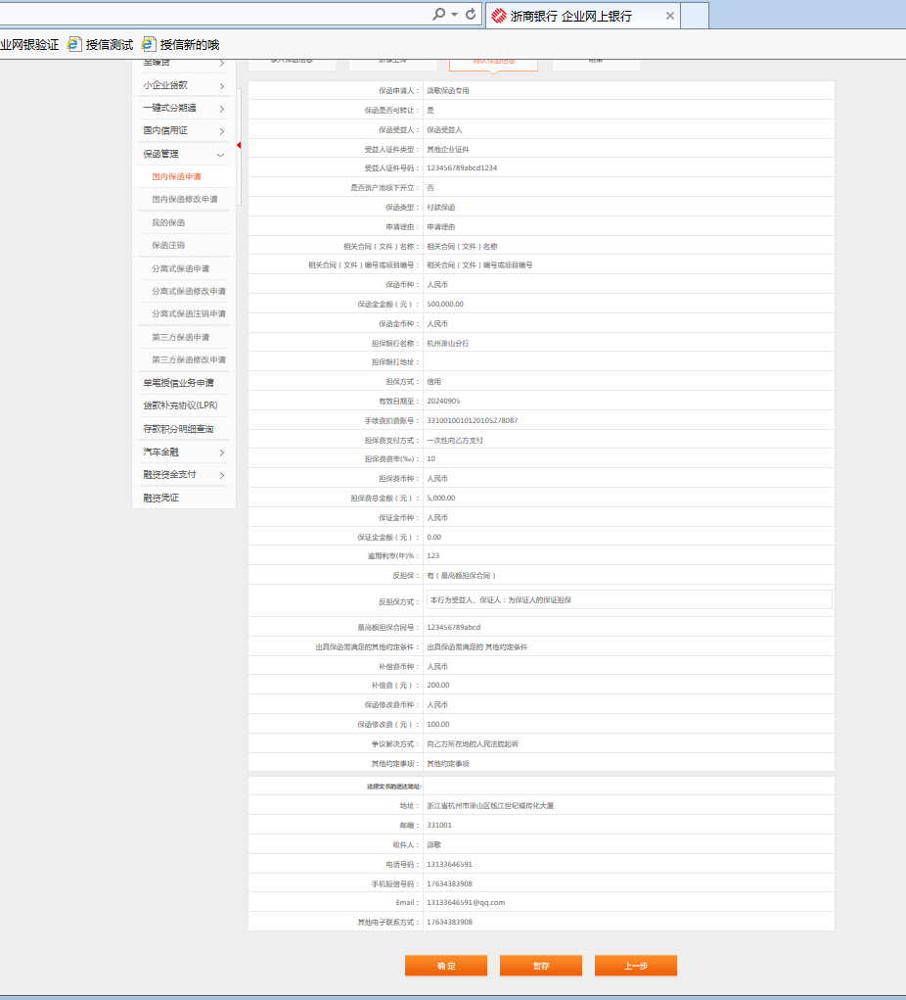 浙商银行 企业网上银行
业网银验证 授信测试 授信新的哦
至臻贷
小企业贷款
一键式分期通
国内信用证
保函管理
国内保函申请
国内保函修改申请
我的保函
保函注销
分离式保函申请
分离式保函修改申请
分离式保函注销申请
第三方保函申请
第三方保函修改申请
单笔授信业务申请
贷款补充协议(LPR)
存款积分明细查询
汽车金融
融资资金支付
融资凭证
录入保函信息 影像上传 确认保函信息 结果
保函申请人： 潇歌保函专用
保函是否可转让： 是
保函受益人： 保函受益人
受益人证件类型： 其他企业证件
受益人证件号码： 123456789abcd1234
是否资产池项下开立： 否
保函类型： 付款保函
申请理由： 申请理由
相关合同（文件）名称： 相关合同（文件）名称
相关合同（文件）编号或项目编号： 相关合同（文件）编号或项目编号
保函币种： 人民币
保函金金额（元）： 500,000.00
保函金币种： 人民币
担保银行名称： 杭州萧山分行
担保银行地址：
担保方式： 信用
有效日期至： 20240905
手续费扣费账号： 3310010010120105278087
担保费支付方式： 一次性向乙方支付
担保费费率(‰)： 10
担保费币种： 人民币
担保费总金额（元）： 5,000.00
保证金币种： 人民币
保证金金额（元）： 0.00
逾期利率(年)%： 123
反担保： 有（最高额担保合同）
反担保方式： 本行为受益人、保证人：为保证人的保证担保
最高额担保合同号： 123456789abcd
出具保函需满足的其他约定条件： 出具保函需满足的 其他约定条件
补偿费币种： 人民币
补偿费（元）： 200.00
保函修改费币种： 人民币
保函修改费（元）： 100.00
争议解决方式： 向乙方所在地的人民法院起诉
其他约定事项： 其他约定事项
法律文书的送达地址:
地址： 浙江省杭州市萧山区钱江世纪城传化大厦
邮编： 331001
收件人： 潇歌
电话号码： 13133646591
手机短信号码： 17634383908
Email： 13133646591@qq.com
其他电子联系方式： 17634383908
确 定 暂存 上一步